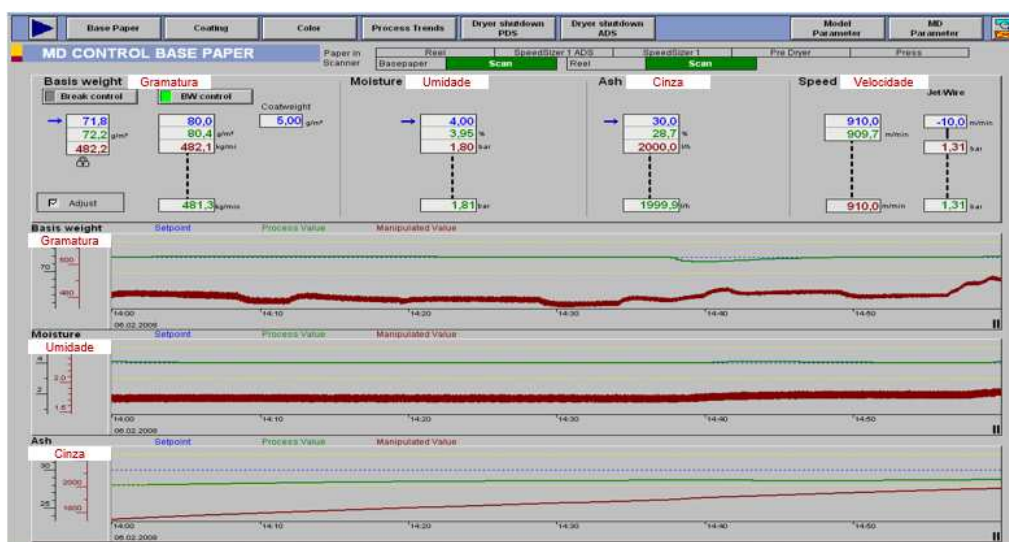 Base Paper Coating Color Process Trends Dryer shutdown PDS Dryer shutdown ADS Model Parameter MD Parameter
MD CONTROL BASE PAPER
Paper in Reel SpeedSizer 1 ADS SpeedSizer1 Pre Dryer Press
Scanner Basepaper Scan Reel Scan
Basis weight Gramatura Moisture Umidade Ash Cinza Speed Velocidade
Break control BW control Jet-Wire
Coatweight
71,8 80,0 5,00 g/m² 4,00 30,0 910,0 -10,0 m/min
72,2 g/m² 80,4 g/m² 3,95 % 28,7 % 909,7 m/min
482,2 482,1 kg/mi 1,80 bar 2000,0 l/h 1,31 bar
Adjust 481,3 kg/min 1,81 bar 1999,9 l/h 910,0 m/min 1,31 bar
Basis weight Setpoint Process Value Manipulated Value
Gramatura
70
14:00 14:10 14:20 14:30 14:40 14:50
06.02.2008
Moisture Setpoint Process Value Manipulated Value
Umidade
4
2,0
2
1,5
14:00 14:10 14:20 14:30 14:40 14:50
06.02.2008
Ash Setpoint Process Value Manipulated Value
Cinza
30
2000
25
1800
14:00 14:10 14:20 14:30 14:40 14:50
06.02.2008